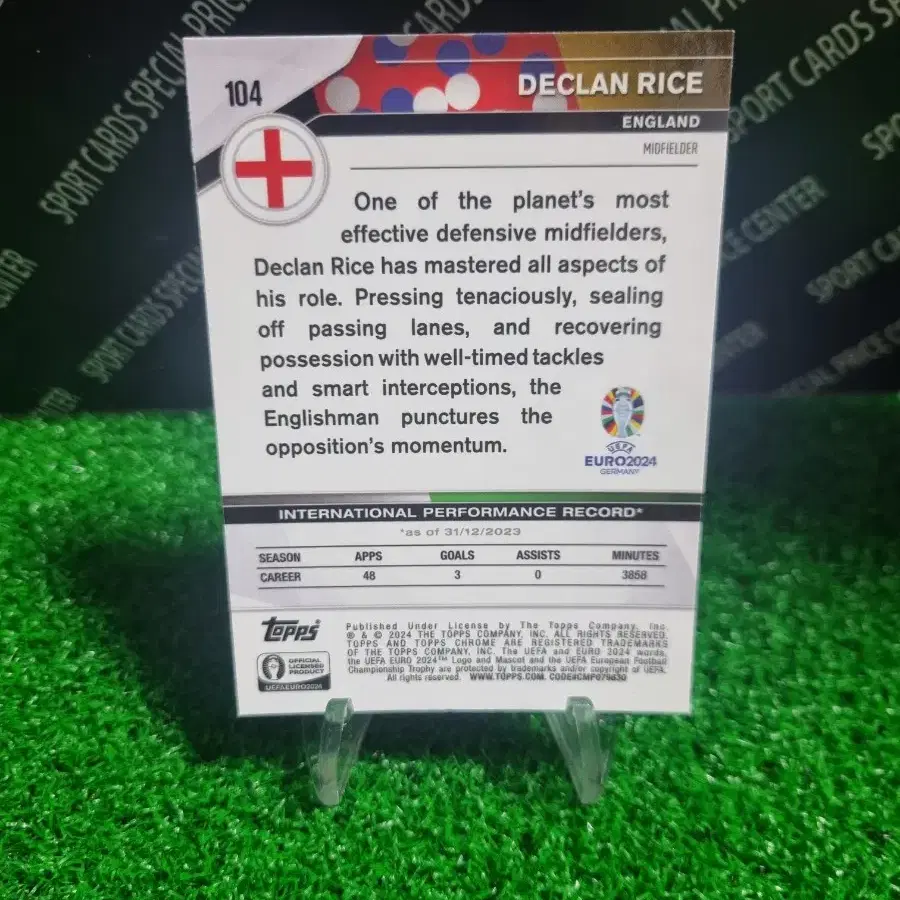 SPORT CARDS SPECIAL PRICE CENTER
104
DECLAN RICE
ENGLAND
MIDFIELDER
One of the planet's most
effective defensive midfielders,
Declan Rice has mastered all aspects of
his role. Pressing tenaciously, sealing
off passing lanes, and recovering
possession with well-timed tackles
and smart interceptions, the
Englishman punctures the
opposition's momentum.
UEFA
EURO2024
GERMANY
INTERNATIONAL PERFORMANCE RECORD*
*as of 31/12/2023
SEASON APPS GOALS ASSISTS MINUTES
CAREER 48 3 0 3858
Topps
OFFICIAL
LICENSED
PRODUCT
UEFAEURO2024
Published Under License by The Topps Company, Inc.
® & © 2024 THE TOPPS COMPANY, INC. ALL RIGHTS RESERVED.
TOPPS AND TOPPS CHROME ARE REGISTERED TRADEMARKS
OF THE TOPPS COMPANY, INC. The UEFA and EURO 2024 words,
the UEFA EURO 2024™ Logo and Mascot and the UEFA European Football
Championship Trophy are protected by trademarks and/or copyright of UEFA.
All rights reserved. WWW.TOPPS.COM. CODE#CMP079830